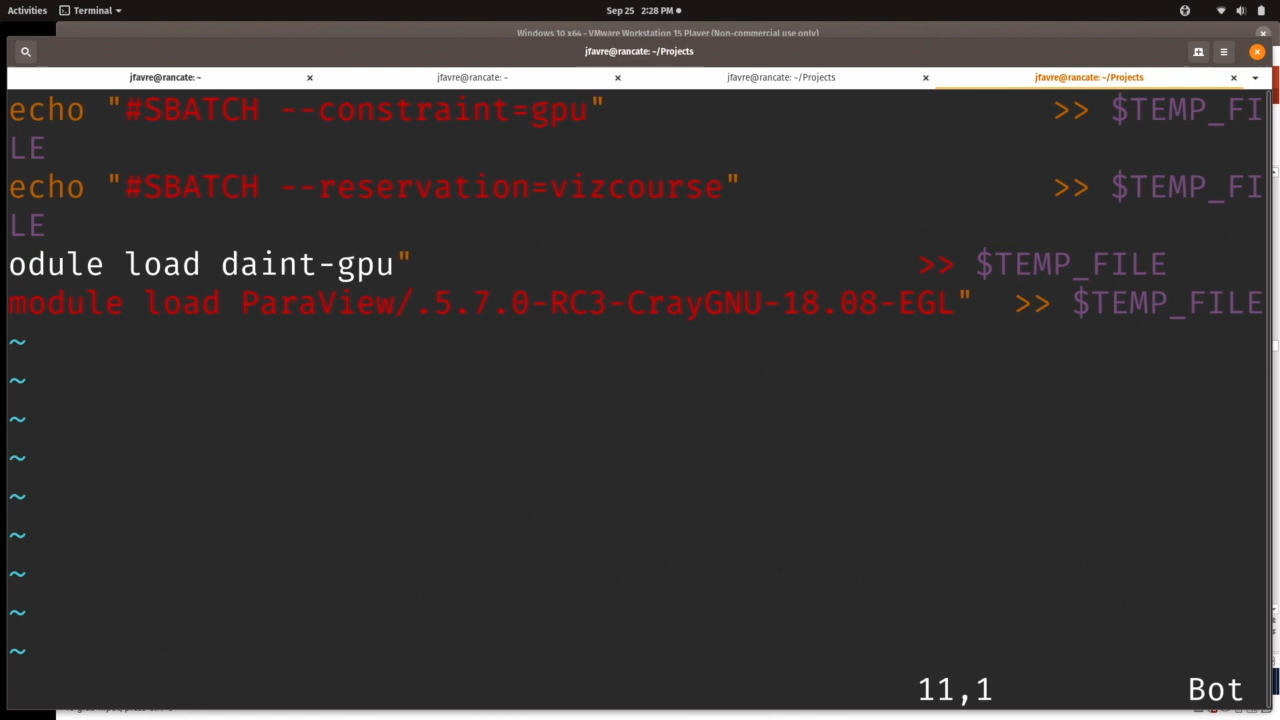 Activities Terminal Sep 25 2:28 PM
Windows 10 x64 - VMware Workstation 15 Player (Non-commercial use only)
jfavre@rancate: ~/Projects
jfavre@rancate: ~ jfavre@rancate: ~ jfavre@rancate: ~/Projects jfavre@rancate: ~/Projects
echo "#SBATCH --constraint=gpu" >> $TEMP_FI
LE
echo "#SBATCH --reservation=vizcourse" >> $TEMP_FI
LE
odule load daint-gpu" >> $TEMP_FILE
module load ParaView/.5.7.0-RC3-CrayGNU-18.08-EGL" >> $TEMP_FILE
~
~
~
~
~
~
~
~
~
11,1 Bot